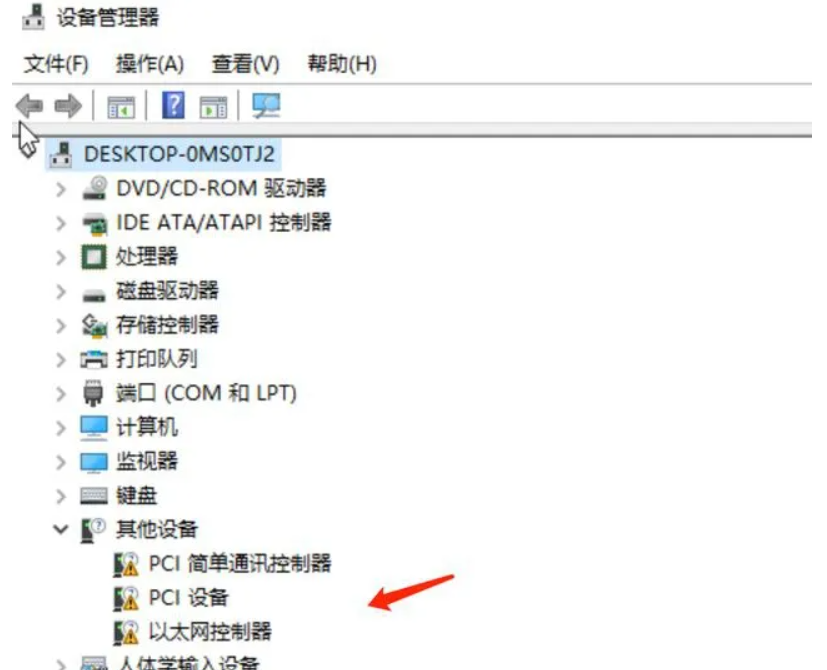 设备管理器
文件(F) 操作(A) 查看(V) 帮助(H)
DESKTOP-0MS0TJ2
DVD/CD-ROM 驱动器
IDE ATA/ATAPI 控制器
处理器
磁盘驱动器
存储控制器
打印队列
端口 (COM 和 LPT)
计算机
监视器
键盘
其他设备
PCI 简单通讯控制器
PCI 设备
以太网控制器
人体学输入设备